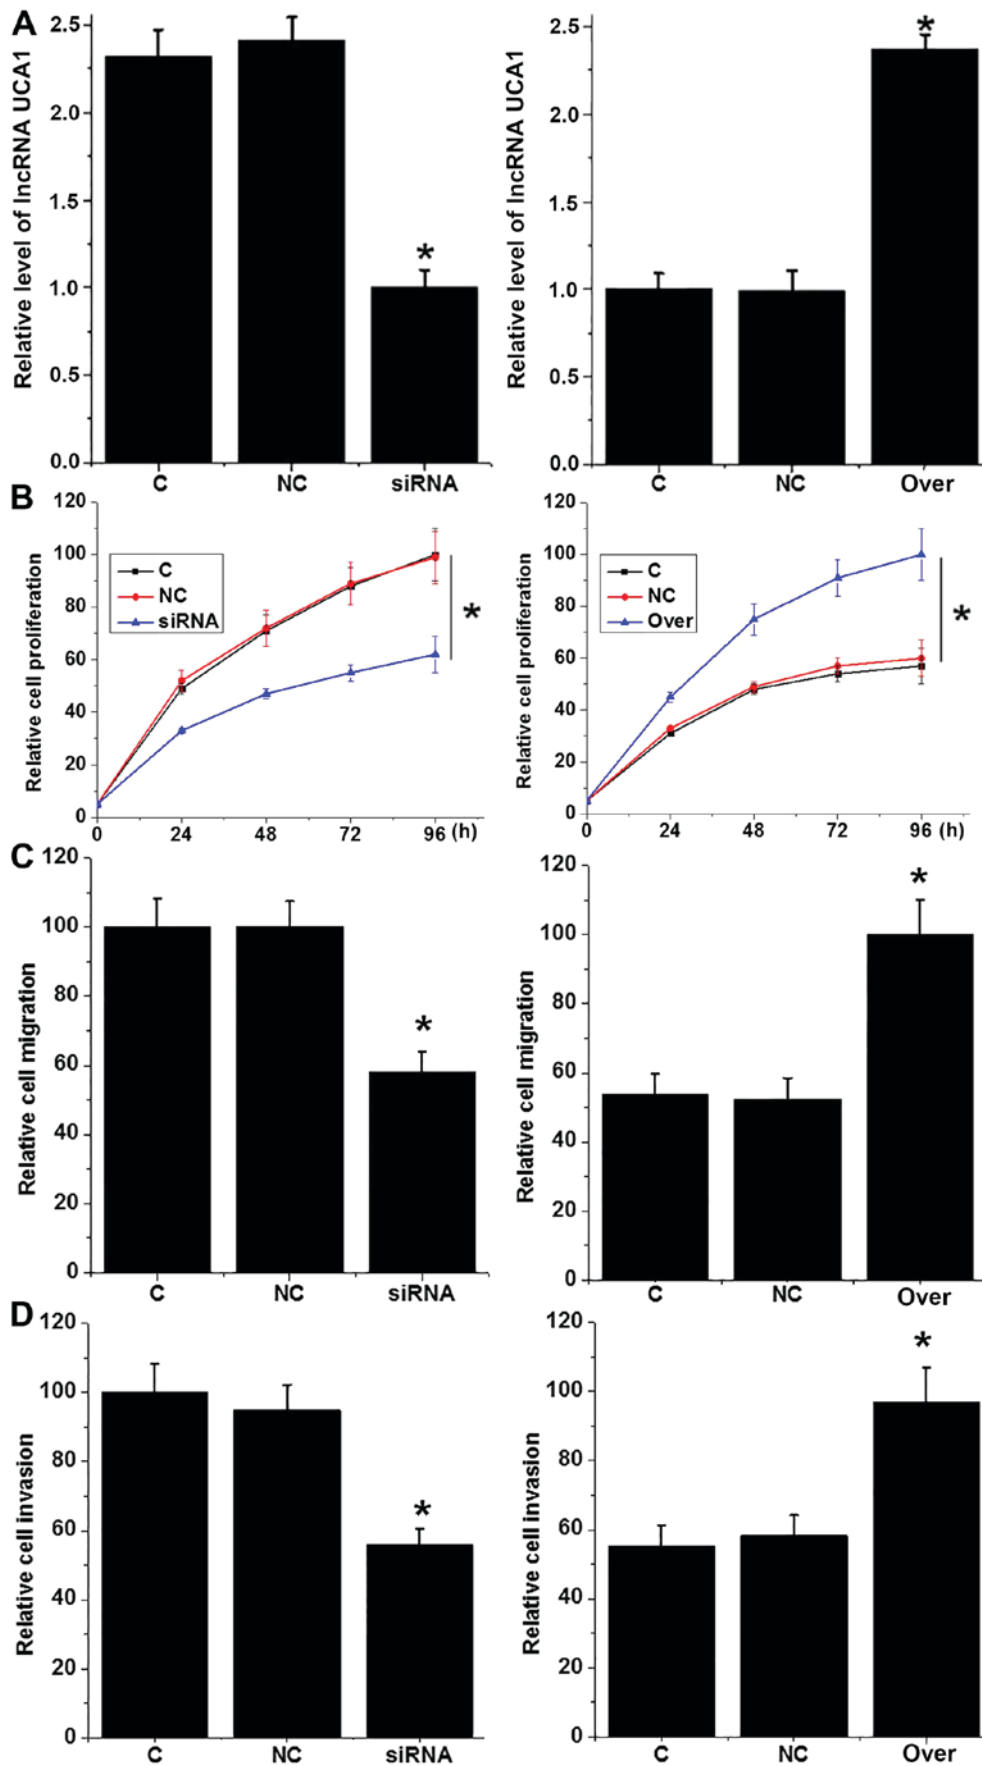 A
Relative level of lncRNA UCA1
2.5
2.0
1.5
1.0
0.5
0.0
*
C NC siRNA
Relative level of lncRNA UCA1
2.5
2.0
1.5
1.0
2.5
0.0
*
C NC Over
B
Relative cell proliferation
120
100
80
60
40
20
0
C
NC
siRNA
*
0 24 48 72 96 (h)
Relative cell proliferation
120
100
80
60
40
20
0
C
NC
Over
*
0 24 48 72 96 (h)
C
Relative cell migration
120
100
80
60
40
20
0
*
C NC siRNA
Relative cell migration
120
100
80
60
40
20
0
*
C NC Over
D
Relative cell invasion
120
100
80
60
40
20
0
*
C NC siRNA
Relative cell invasion
120
100
80
60
40
20
0
*
C NC Over